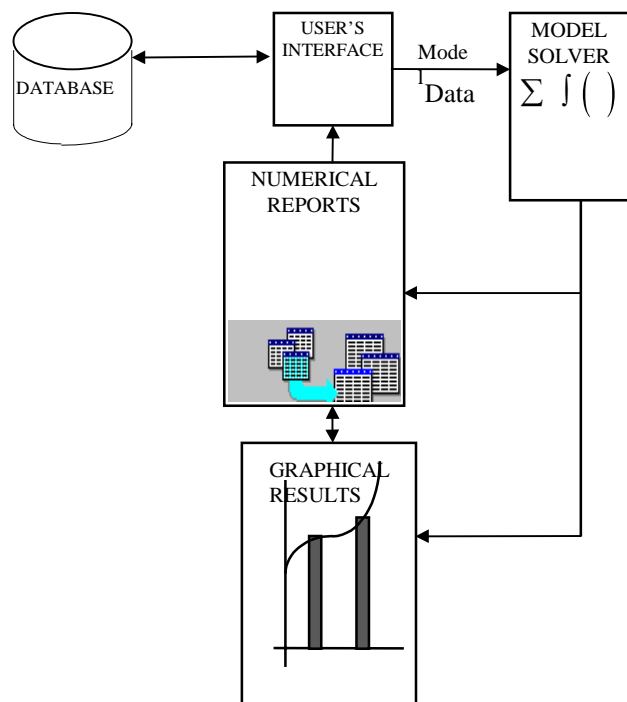 DATABASE
USER'S
INTERFACE
Mode
l
Data
MODEL
SOLVER
∑ ∫ ( )
NUMERICAL
REPORTS
GRAPHICAL
RESULTS